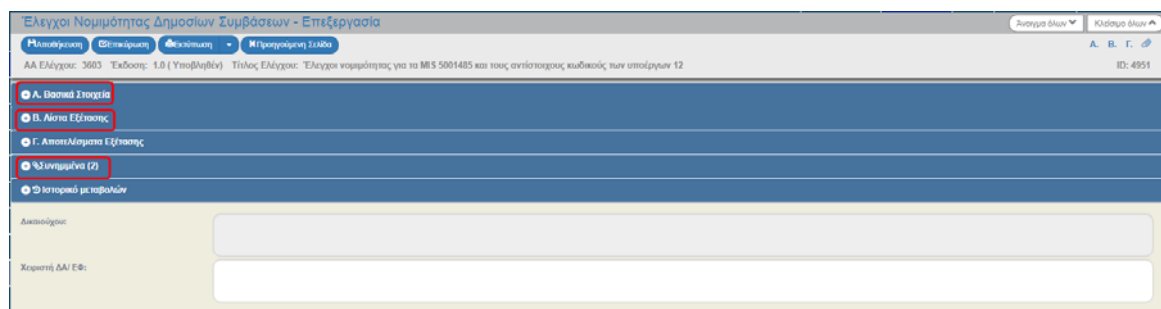 Έλεγχοι Νομιμότητας Δημοσίων Συμβάσεων - Επεξεργασία
Άνοιγμα όλων Κλείσιμο όλων
Αποθήκευση Επικύρωση Εκτύπωση Προηγούμενη Σελίδα
Α. Β. Γ.
ΑΑ Ελέγχου: 3603 Έκδοση: 1.0 ( Υποβληθέν) Τίτλος Ελέγχου: Έλεγχοι νομιμότητας για τα MIS 5001485 και τους αντίστοιχους κωδικούς των υποέργων 12 ID: 4951
Α. Βασικά Στοιχεία
Β. Λίστα Εξέτασης
Γ. Αποτελέσματα Εξέτασης
Συνημμένα (2)
Ιστορικό μεταβολών
Δικαιούχου:
Χειριστή ΔΑ/ ΕΦ: